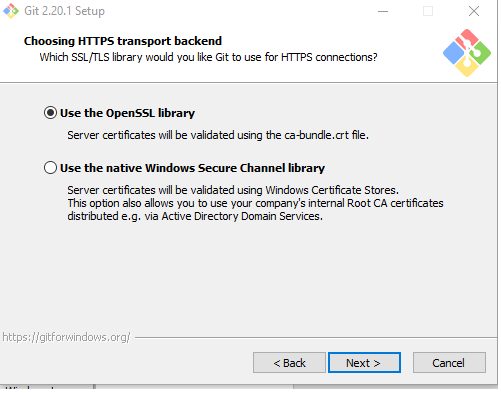 Git 2.20.1 Setup
Choosing HTTPS transport backend
Which SSL/TLS library would you like Git to use for HTTPS connections?
Use the OpenSSL library
Server certificates will be validated using the ca-bundle.crt file.
Use the native Windows Secure Channel library
Server certificates will be validated using Windows Certificate Stores.
This option also allows you to use your company's internal Root CA certificates
distributed e.g. via Active Directory Domain Services.
https://gitforwindows.org/
< Back
Next >
Cancel